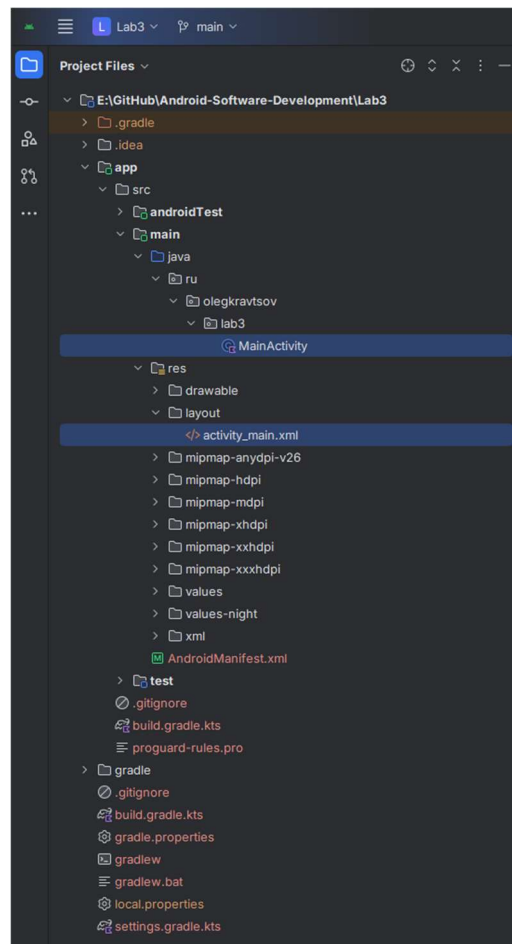 L Lab3 main
Project Files
E:\GitHub\Android-Software-Development\Lab3
.gradle
.idea
app
src
androidTest
main
java
ru
olegkravtsov
lab3
MainActivity
res
drawable
layout
</> activity_main.xml
mipmap-anydpi-v26
mipmap-hdpi
mipmap-mdpi
mipmap-xhdpi
mipmap-xxhdpi
mipmap-xxxhdpi
values
values-night
xml
M AndroidManifest.xml
test
.gitignore
build.gradle.kts
proguard-rules.pro
gradle
.gitignore
build.gradle.kts
gradle.properties
gradlew
gradlew.bat
local.properties
settings.gradle.kts